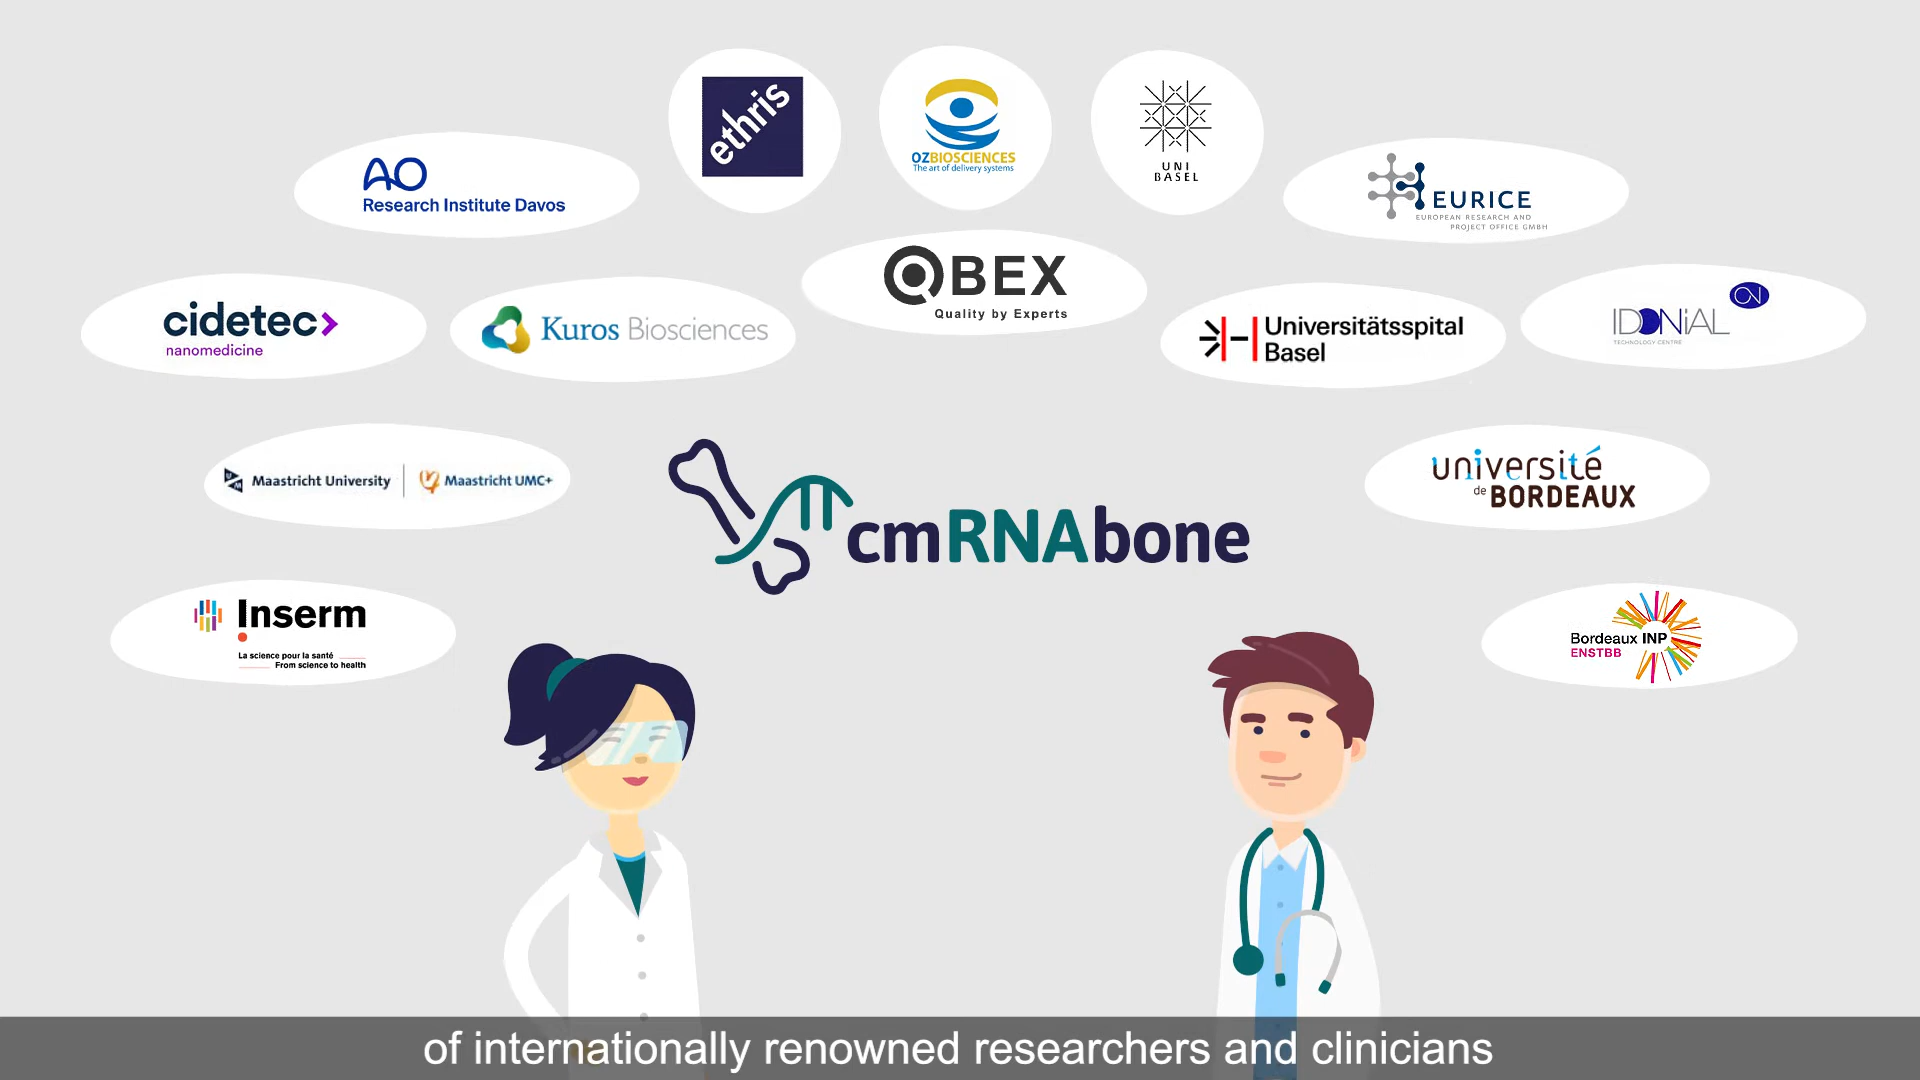 ethris
OZBIOSCIENCES
The art of delivery systems
UNI
BASEL
AO
Research Institute Davos
EURICE
EUROPEAN RESEARCH AND
PROJECT OFFICE GMBH
QBEX
Quality by Experts
cidetec
nanomedicine
Kuros Biosciences
Universitätsspital
Basel
IDONiAL
TECHNOLOGY CENTRE
Maastricht University
Maastricht UMC+
université
de BORDEAUX
cmRNAbone
Inserm
La science pour la santé
From science to health
Bordeaux INP
ENSTBB
of internationally renowned researchers and clinicians